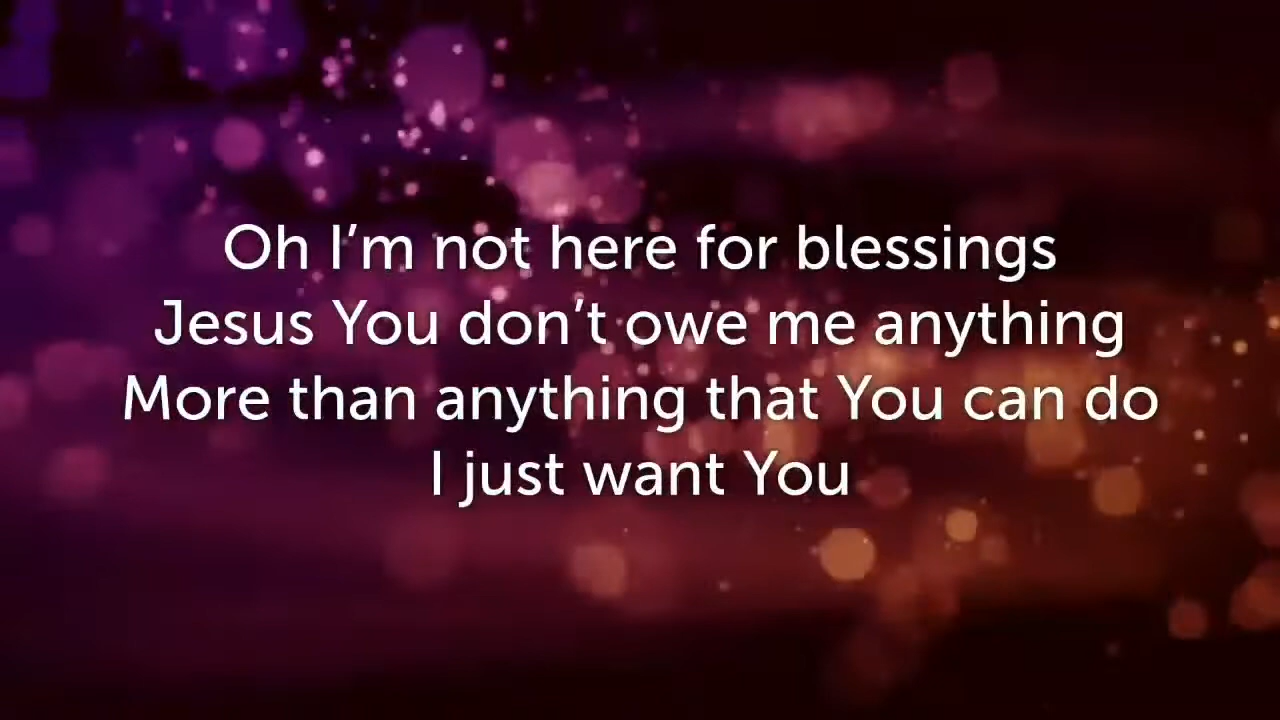 Oh I’m not here for blessings
Jesus You don’t owe me anything
More than anything that You can do
I just want You